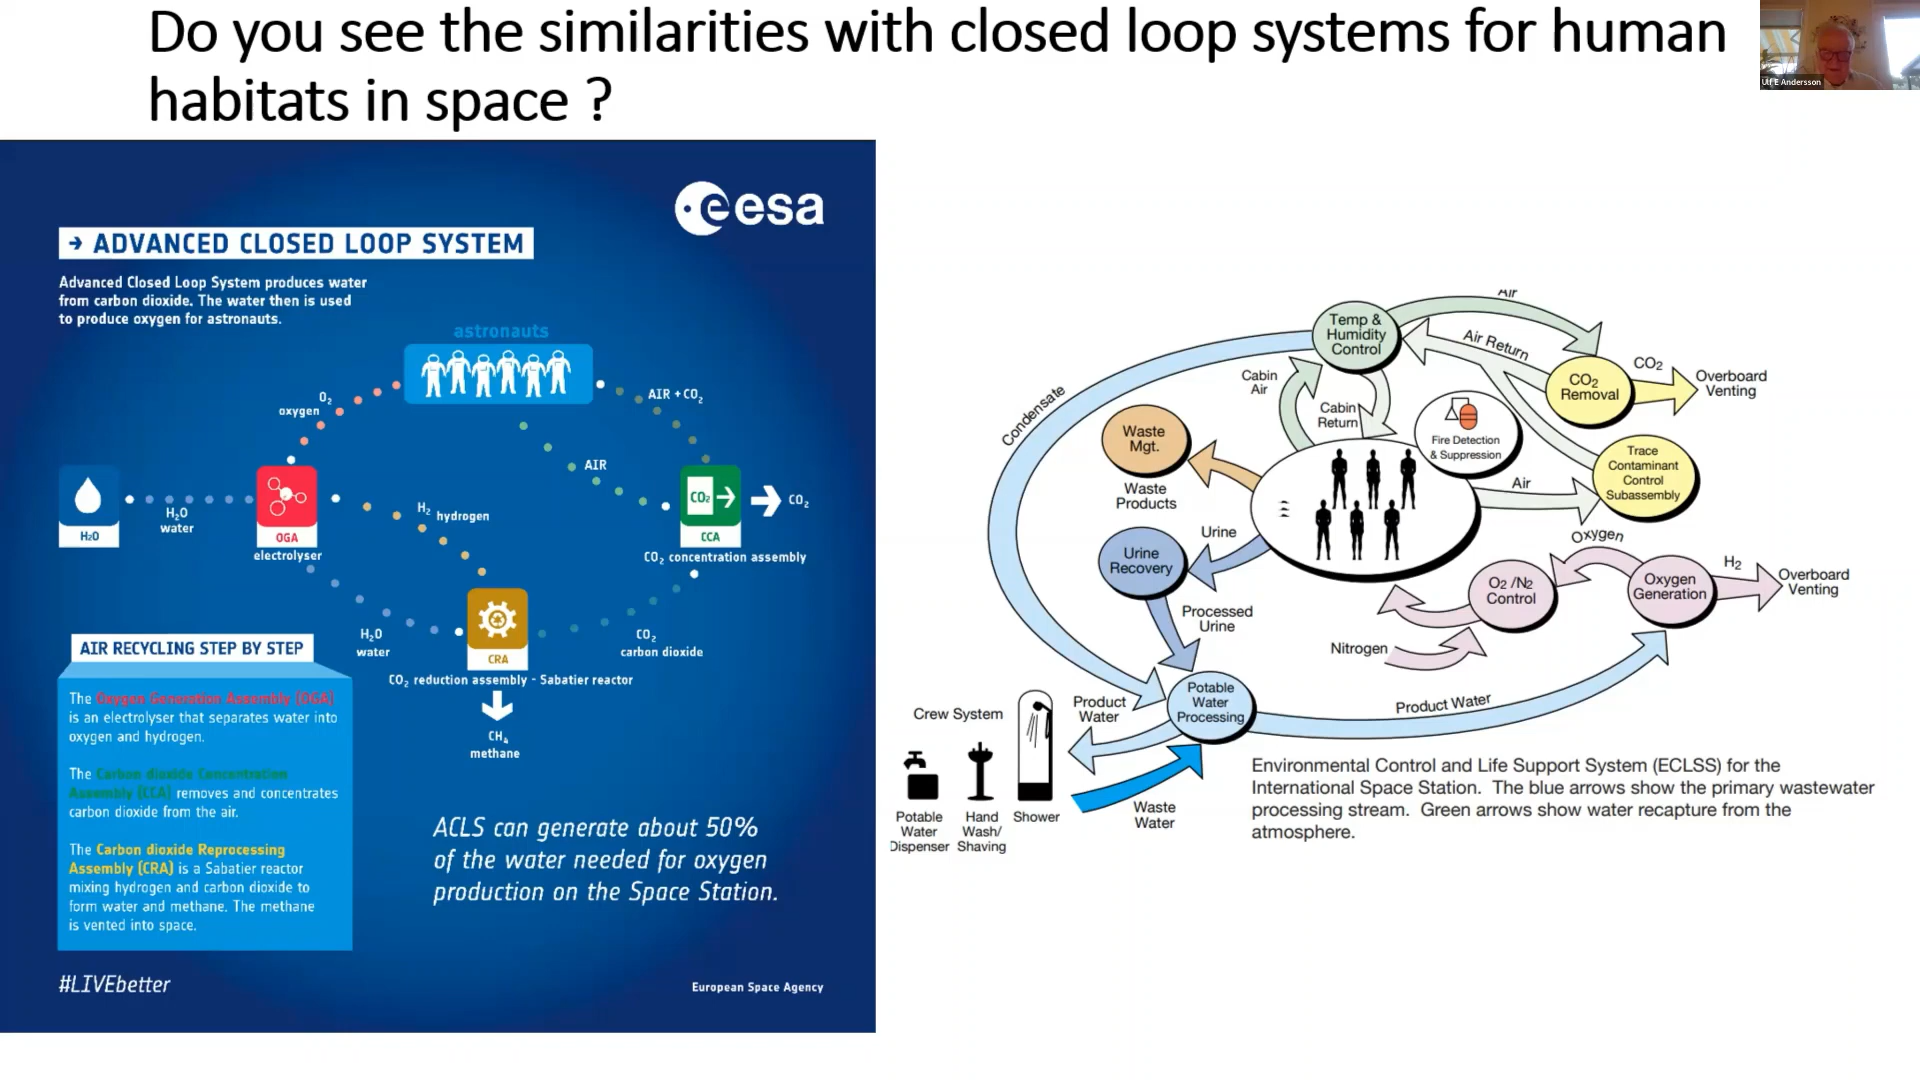 Do you see the similarities with closed loop systems for human
habitats in space ?
Ulf E Andersson
esa
→ ADVANCED CLOSED LOOP SYSTEM
Advanced Closed Loop System produces water
from carbon dioxide. The water then is used
to produce oxygen for astronauts.
astronauts
O₂
oxygen
AIR + CO₂
AIR
H₂O
H₂O
water
OGA
electrolyser
H₂ hydrogen
CO₂
CCA
CO₂
CO₂ concentration assembly
H₂O
water
CRA
CO₂
carbon dioxide
CO₂ reduction assembly - Sabatier reactor
CH₄
methane
AIR RECYCLING STEP BY STEP
The Oxygen Generation Assembly (OGA)
is an electrolyser that separates water into
oxygen and hydrogen.
The Carbon dioxide Concentration
Assembly (CCA) removes and concentrates
carbon dioxide from the air.
The Carbon dioxide Reprocessing
Assembly (CRA) is a Sabatier reactor
mixing hydrogen and carbon dioxide to
form water and methane. The methane
is vented into space.
ACLS can generate about 50%
of the water needed for oxygen
production on the Space Station.
#LIVEbetter
European Space Agency
Air
Temp &
Humidity
Control
Air Return
CO₂
Removal
CO₂
Overboard
Venting
Cabin
Air
Cabin
Return
Condensate
Waste
Mgt.
Waste
Products
Fire Detection
& Suppression
Trace
Contaminant
Control
Subassembly
Air
Urine
Urine
Recovery
Processed
Urine
Oxygen
O₂ /N₂
Control
Oxygen
Generation
H₂
Overboard
Venting
Nitrogen
Potable
Water
Processing
Product Water
Product
Water
Crew System
Potable
Water
Dispenser
Hand
Wash/
Shaving
Shower
Waste
Water
Environmental Control and Life Support System (ECLSS) for the
International Space Station. The blue arrows show the primary wastewater
processing stream. Green arrows show water recapture from the
atmosphere.